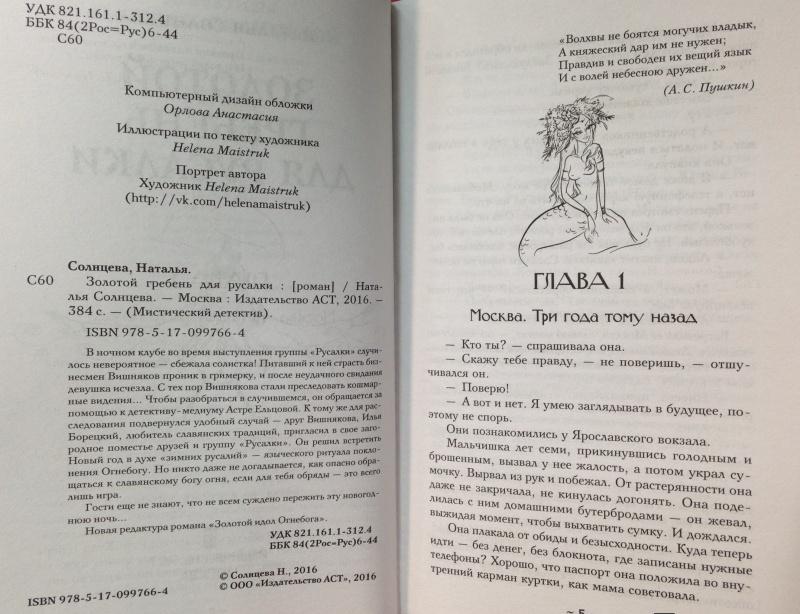 УДК 821.161.1-312.4
ББК 84(2Рос=Рус)6-44
С60
Компьютерный дизайн обложки
Орлова Анастасия
Иллюстрации по тексту художника
Helena Maistruk
Портрет автора
Художник Helena Maistruk
(http://vk.com/helenamaistruk)
Солнцева, Наталья.
С60 Золотой гребень для русалки : [роман] / Ната-
лья Солнцева. — Москва : Издательство АСТ, 2016. –
384 с. — (Мистический детектив).
ISBN 978-5-17-099766-4
В ночном клубе во время выступления группы «Русалки» случи-
лось невероятное – сбежала солистка! Питавший к ней страсть биз-
несмен Вишняков проник в гримерку, и после неудачного свидания
девушка исчезла. С тех пор Вишнякова стали преследовать кошмар-
ные видения... Чтобы разобраться в случившемся, он обращается за
помощью к детективу-медиуму Астре Ельцовой. К тому же для рас-
следования подвернулся удобный случай – друг Вишнякова, Илья
Борецкий, любитель славянских традиций, пригласил в свое заго-
родное поместье друзей и группу «Русалки». Он решил встретить
Новый год в духе «зимних русалий» — языческого ритуала покло-
нения Огнебогу. Но никто даже не догадывается, как опасно обра-
щаться к славянскому богу огня, если для тебя обряды — это всего
лишь игра.
Гости еще не знают, что не всем суждено пережить эту новогод-
нюю ночь...
Новая редактура романа «Золотой идол Огнебога».
УДК 821.161.1-312.4
ББК 84(2Рос=Рус)6-44
© Солнцева Н., 2016
© ООО «Издательство АСТ», 2016
ISBN 978-5-17-099766-4
«Волхвы не боятся могучих владык,
А княжеский дар им не нужен;
Правдив и свободен их вещий язык
И с волей небесною дружен...»
(А.С. Пушкин)
ГЛАВА 1
Москва. Три года тому назад
— Кто ты? — спрашивала она.
— Скажу тебе правду, — не поверишь, — отшу-
чивался он.
— Поверю!
— А вот и нет. Я умею заглядывать в будущее, по-
этому не спорь.
Они познакомились у Ярославского вокзала.
Мальчишка лет семи, прикинувшись голодным и
брошенным, вызвал у нее жалость, а потом украл су-
мочку. Вырвал из рук и побежал. От растерянности она
даже не закричала, не кинулась догонять. Она поде-
лилась с ним домашними бутербродами — он жевал,
выжидая момент, чтобы выхватить сумку. И дождался.
Она плакала от обиды и безысходности. Куда теперь
идти — без денег, без блокнота, где записаны нужные
телефоны? Хорошо, что паспорт она положила во вну-
тренний карман куртки, как мама советовала.
~ 5